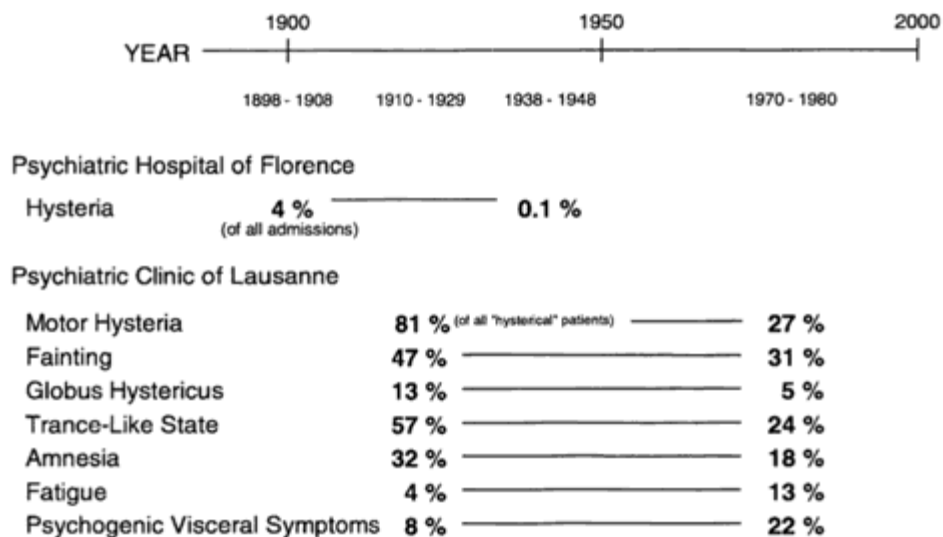 1900 1950 2000
YEAR
1898 - 1908 1910 - 1929 1938 - 1948 1970 - 1980
Psychiatric Hospital of Florence
Hysteria 4 % 0.1 %
(of all admissions)
Psychiatric Clinic of Lausanne
Motor Hysteria 81 % (of all "hysterical" patients) 27 %
Fainting 47 % 31 %
Globus Hystericus 13 % 5 %
Trance-Like State 57 % 24 %
Amnesia 32 % 18 %
Fatigue 4 % 13 %
Psychogenic Visceral Symptoms 8 % 22 %